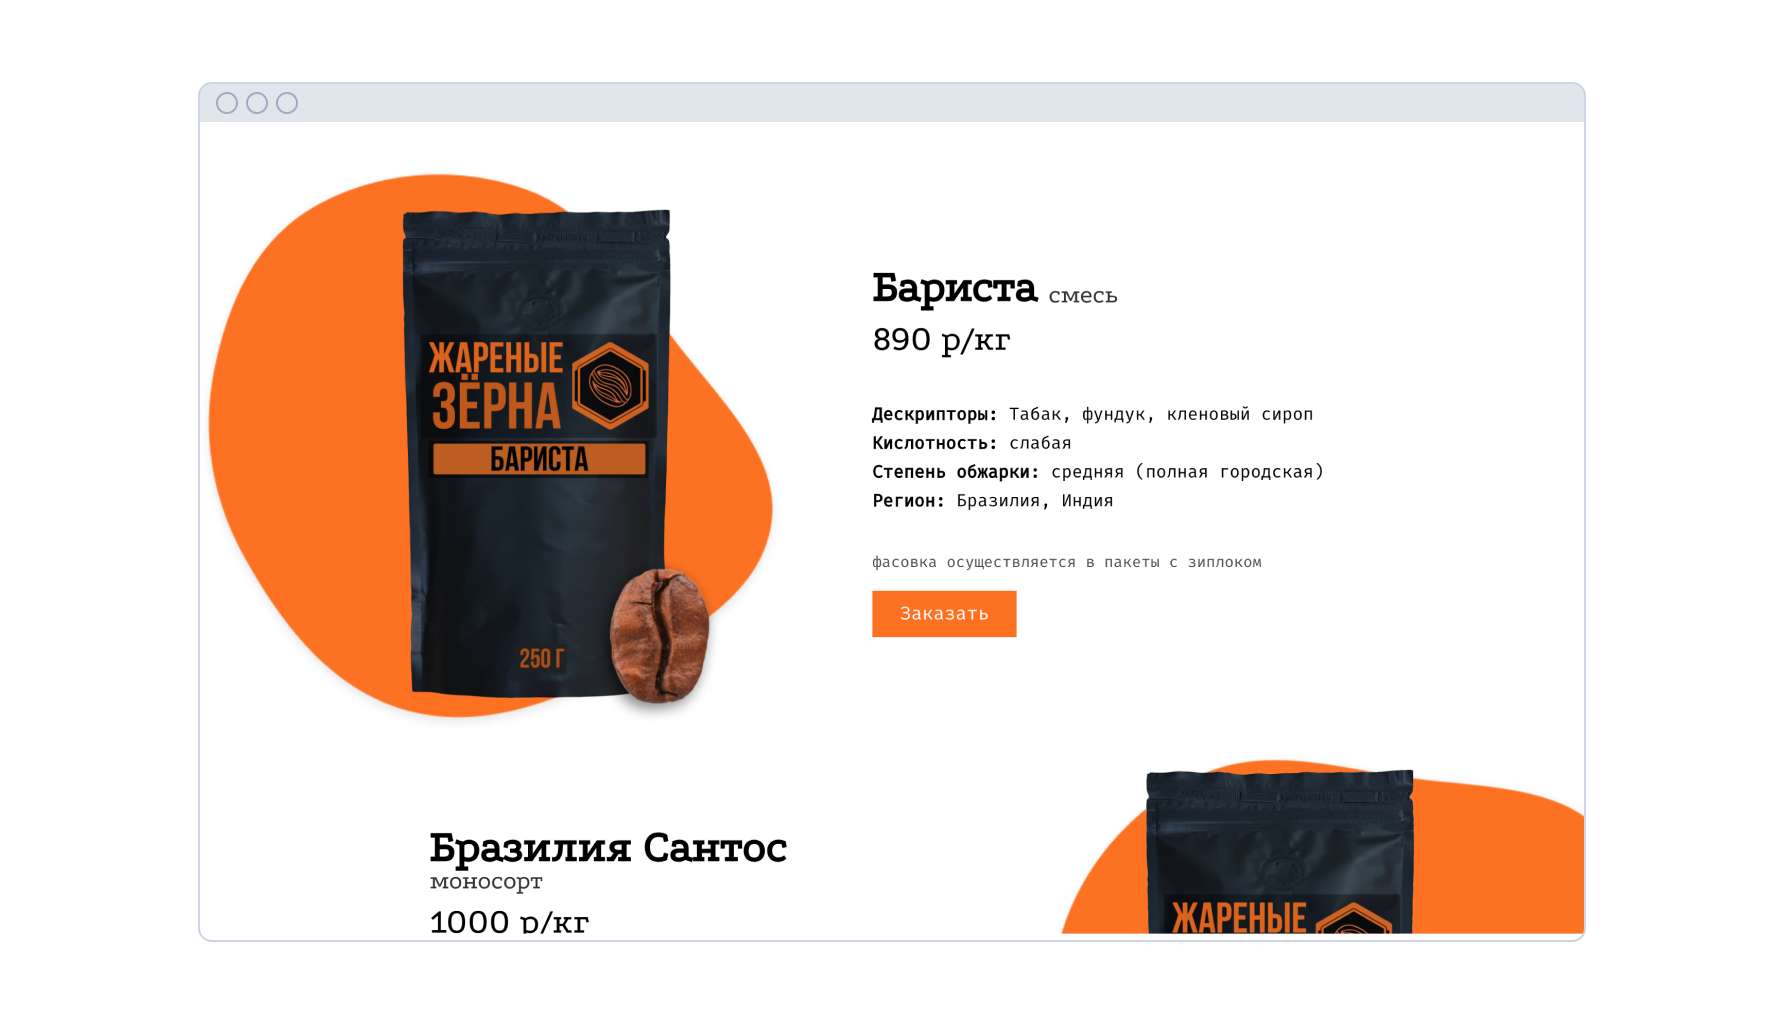 ЖАРЕНЫЕ
ЗЁРНА
БАРИСТА
250 Г
Бариста смесь
890 р/кг
Дескрипторы: Табак, фундук, кленовый сироп
Кислотность: слабая
Степень обжарки: средняя (полная городская)
Регион: Бразилия, Индия
фасовка осуществляется в пакеты с зиплоком
Заказать
Бразилия Сантос
моносорт
1000 р/кг
ЖАРЕНЫЕ